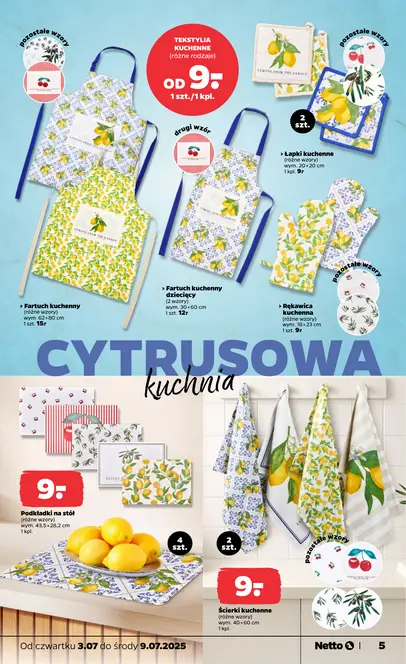 pozostałe wzory
TEKSTYLIA
KUCHENNE
(różne rodzaje)
OD 9.-
1 szt./1 kpl.
pozostałe wzory
2
szt.
drugi wzór
Łapki kuchenne
(różne wzory)
wym. 20×20 cm
1 kpl. 9zł
pozostałe wzory
Fartuch kuchenny
(różne wzory)
wym. 62×80 cm
1 szt. 15zł
Fartuch kuchenny
dziecięcy
(2 wzory)
wym. 30×60 cm
1 szt. 12zł
Rękawica
kuchenna
(różne wzory)
wym. 18×23 cm
1 szt. 9zł
CYTRUSOWA
kuchnia
9.-
Podkładki na stół
(różne wzory)
wym. 43,5×28,2 cm
1 kpl.
4
szt.
2
szt.
9.-
Ścierki kuchenne
(różne wzory)
wym. 40×60 cm
1 kpl.
pozostałe wzory
Od czwartku 3.07 do środy 9.07.2025
Netto
5